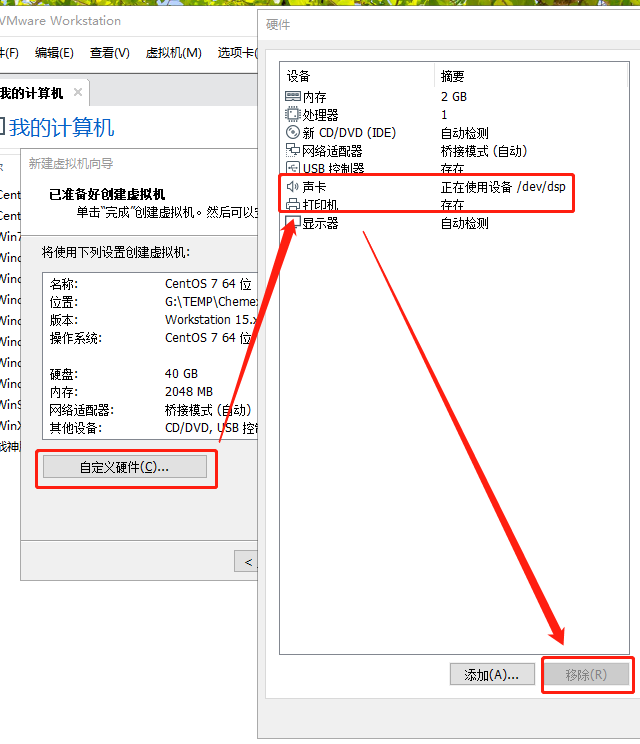 VMware Workstation
件(F) 编辑(E) 查看(V) 虚拟机(M) 选项卡(
我的计算机 ×
我的计算机
新建虚拟机向导
已准备好创建虚拟机
单击“完成”创建虚拟机。然后可以
将使用下列设置创建虚拟机:
名称: CentOS 7 64 位
位置: G:\TEMP\Chemex
版本: Workstation 15.x
操作系统: CentOS 7 64 位
硬盘: 40 GB
内存: 2048 MB
网络适配器: 桥接模式 (自动)
其他设备: CD/DVD, USB 控
自定义硬件(C)...
<
Cent
Cent
Win7
Wind
Wind
Wind
Wind
Wind
Wind
Wind
WinS
WinX
战神
硬件
设备 摘要
内存 2 GB
处理器 1
新 CD/DVD (IDE) 自动检测
网络适配器 桥接模式 (自动)
USB 控制器 存在
声卡 正在使用设备 /dev/dsp
打印机 存在
显示器 自动检测
添加(A)... 移除(R)